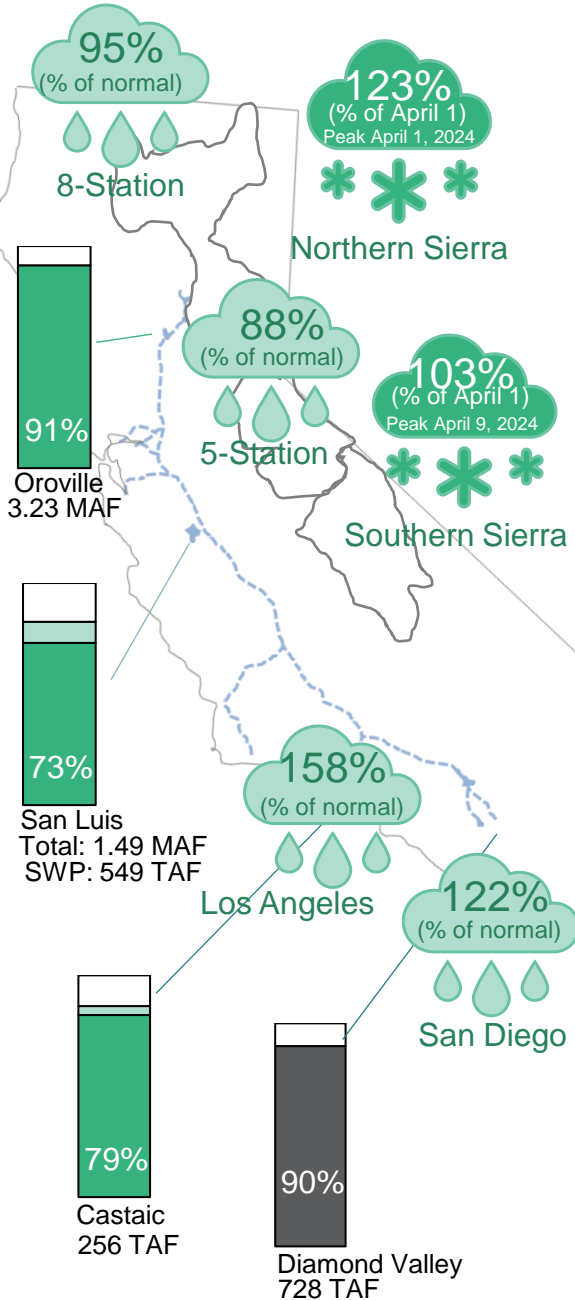 95%
(% of normal)
8-Station
123%
(% of April 1)
Peak April 1, 2024
Northern Sierra
91%
Oroville
3.23 MAF
88%
(% of normal)
5-Station
103%
(% of April 1)
Peak April 9, 2024
Southern Sierra
73%
San Luis
Total: 1.49 MAF
SWP: 549 TAF
158%
(% of normal)
Los Angeles
122%
(% of normal)
San Diego
79%
Castaic
256 TAF
90%
Diamond Valley
728 TAF